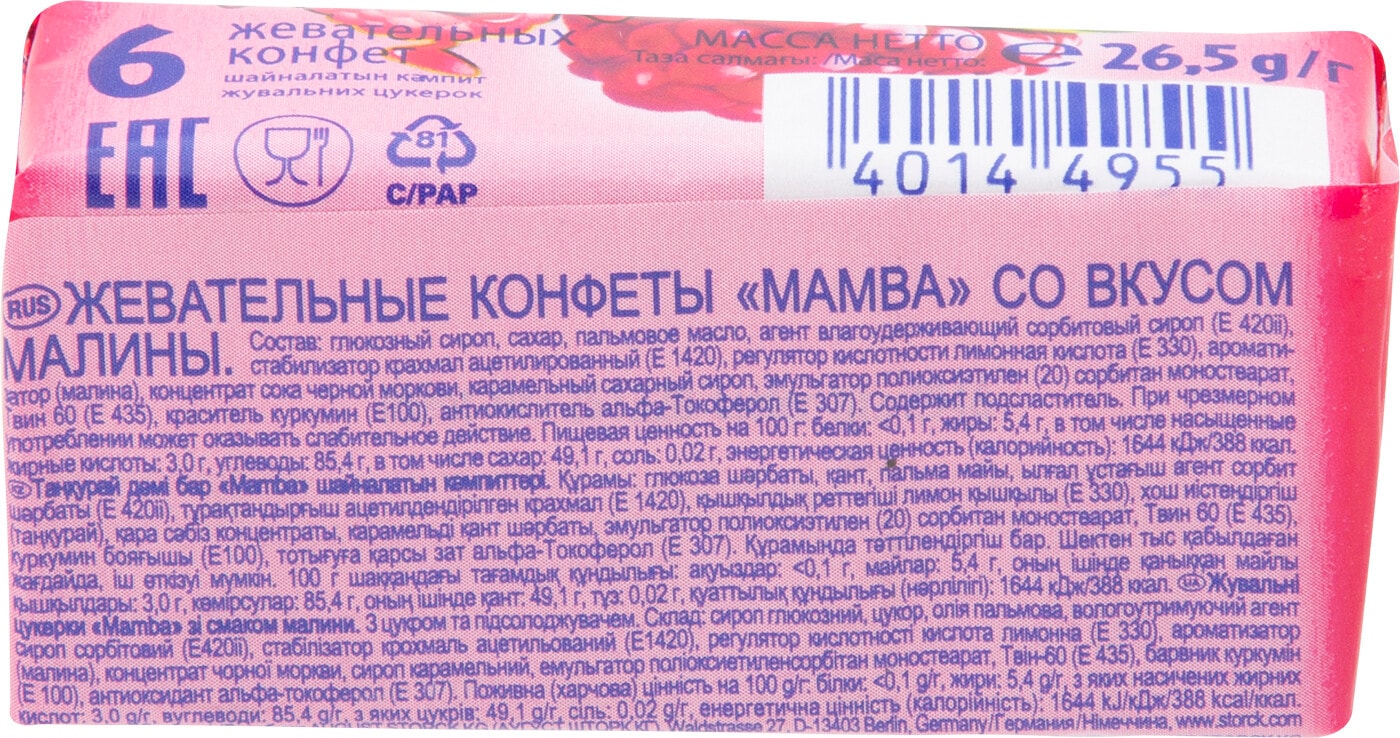 6 жевательных
конфет
шайналатын кәмпит
жувальних цукерок
МАССА НЕТТО
Таза салмағы: /Маса нетто:
℮ 26,5 g/г
EAC
81
C/PAP
4014 4955
RUS ЖЕВАТЕЛЬНЫЕ КОНФЕТЫ «MAMBA» СО ВКУСОМ
МАЛИНЫ. Состав: глюкозный сироп, сахар, пальмовое масло, агент влагоудерживающий сорбитовый сироп (Е 420ii),
стабилизатор крахмал ацетилированный (Е 1420), регулятор кислотности лимонная кислота (Е 330), аромати-
затор (малина), концентрат сока черной моркови, карамельный сахарный сироп, эмульгатор полиоксиэтилен (20) сорбитан моностеарат,
Твин 60 (Е 435), краситель куркумин (Е100), антиокислитель альфа-Токоферол (Е 307). Содержит подсластитель. При чрезмерном
употреблении может оказывать слабительное действие. Пищевая ценность на 100 г: белки: <0,1 г, жиры: 5,4 г, в том числе насыщенные
жирные кислоты: 3,0 г, углеводы: 85,4 г, в том числе сахар: 49,1 г, соль: 0,02 г, энергетическая ценность (калорийность): 1644 кДж/388 ккал.
Таңқурай дәмі бар «Mamba» шайналатын кәмпиттері. Құрамы: глюкоза шәрбаты, қант, пальма майы, ылғал ұстағыш агент сорбит
шәрбаты (Е 420ii), тұрақтандырғыш ацетилендірілген крахмал (Е 1420), қышқылдық реттегіші лимон қышқылы (Е 330), хош иістендіргіш
(таңқурай), қара сәбіз концентраты, карамельді қант шәрбаты, эмульгатор полиоксиэтилен (20) сорбитан моностеарат, Твин 60 (Е 435),
куркумин бояғышы (Е100), тотығуға қарсы зат альфа-Токоферол (Е 307). Құрамында тәттілендіргіш бар. Шектен тыс қабылдаған
жағдайда, іш өткізуі мүмкін. 100 г шаққандағы тағамдық құндылығы: ақуыздар: <0,1 г, майлар: 5,4 г, оның ішінде қаныққан майлы
қышқылдары: 3,0 г, көмірсулар: 85,4 г, оның ішінде қант: 49,1 г, тұз: 0,02 г, қуаттылық құндылығы (нәрлілігі): 1644 кДж/388 ккал. UA Жувальні
цукерки «Mamba» зі смаком малини. З цукром та підсолоджувачем. Склад: сироп глюкозний, цукор, олія пальмова, вологоутримуючий агент
сироп сорбітовий (Е420ii), стабілізатор крохмаль ацетильований (Е1420), регулятор кислотності кислота лимонна (Е 330), ароматизатор
(малина), концентрат чорної моркви, сироп карамельний, емульгатор поліоксиетиленсорбітан моностеарат, Твін-60 (Е 435), барвник куркумін
(Е 100), антиоксидант альфа-токоферол (Е 307). Поживна (харчова) цінність на 100 g/г: білки: <0,1 g/г, жири: 5,4 g/г, з яких насичених жирних
кислот: 3,0 g/г, вуглеводи: 85,4 g/г, з яких цукрів: 49,1 g/г, сіль: 0,02 g/г, енергетична цінність (калорійність): 1644 kJ/кДж/388 kcal/ккал.
STORCK KG /АУГУСТ ШТОРК КГ/ Waldstrasse 27, D-13403 Berlin, Germany/Германия/Німеччина, www.storck.com